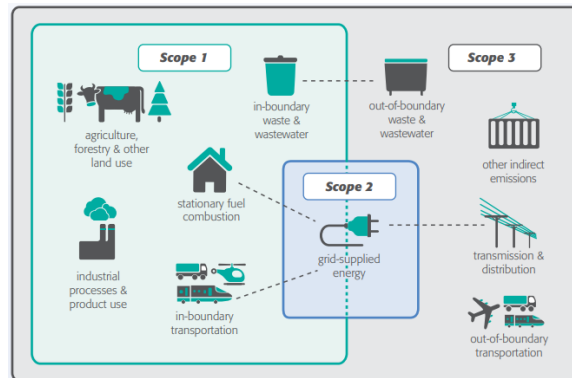 Scope 1
Scope 3
in-boundary
waste &
wastewater
out-of-boundary
waste &
wastewater
agriculture,
forestry & other
land use
other indirect
emissions
stationary fuel
combustion
Scope 2
grid-supplied
energy
transmission &
distribution
industrial
processes &
product use
in-boundary
transportation
out-of-boundary
transportation